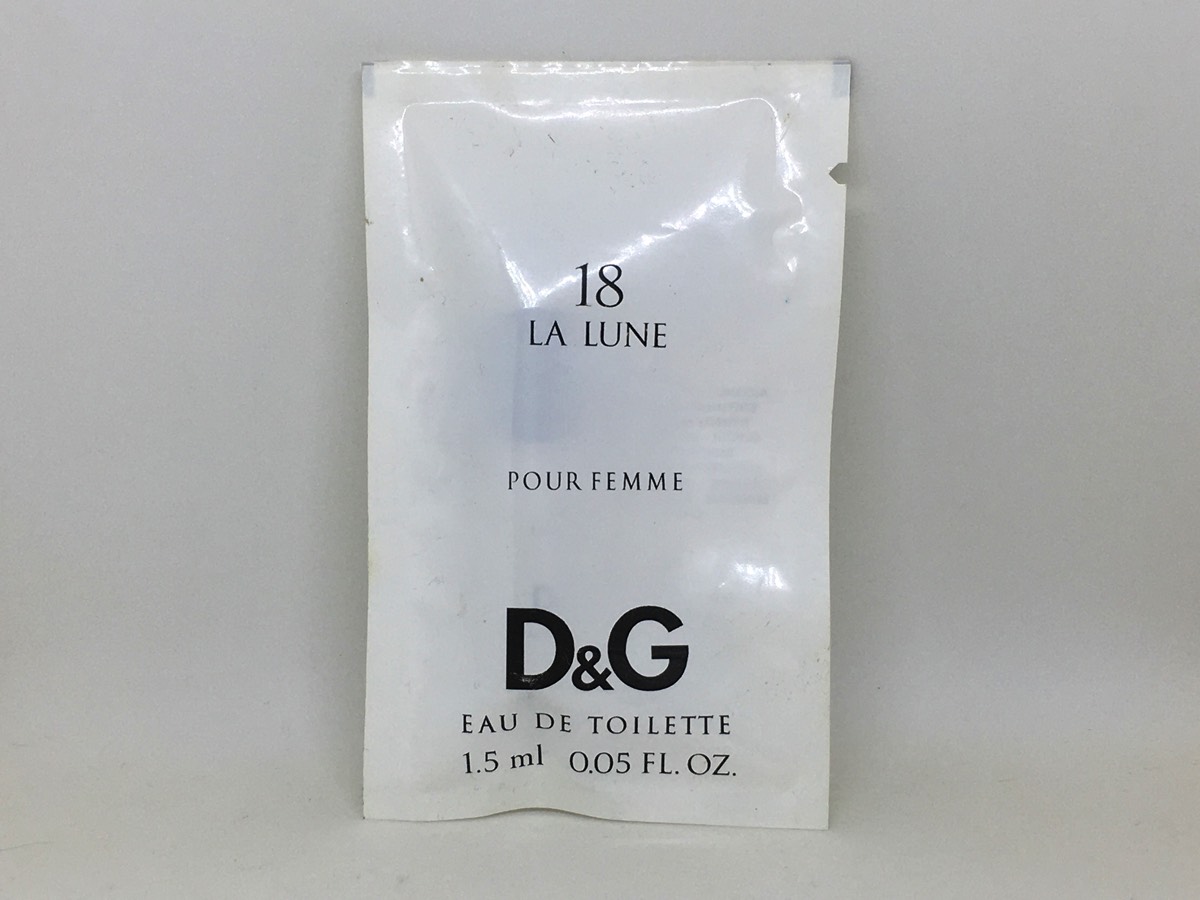 18
LA LUNE
POUR FEMME
D&G
EAU DE TOILETTE
1.5 ml 0.05 FL. OZ.